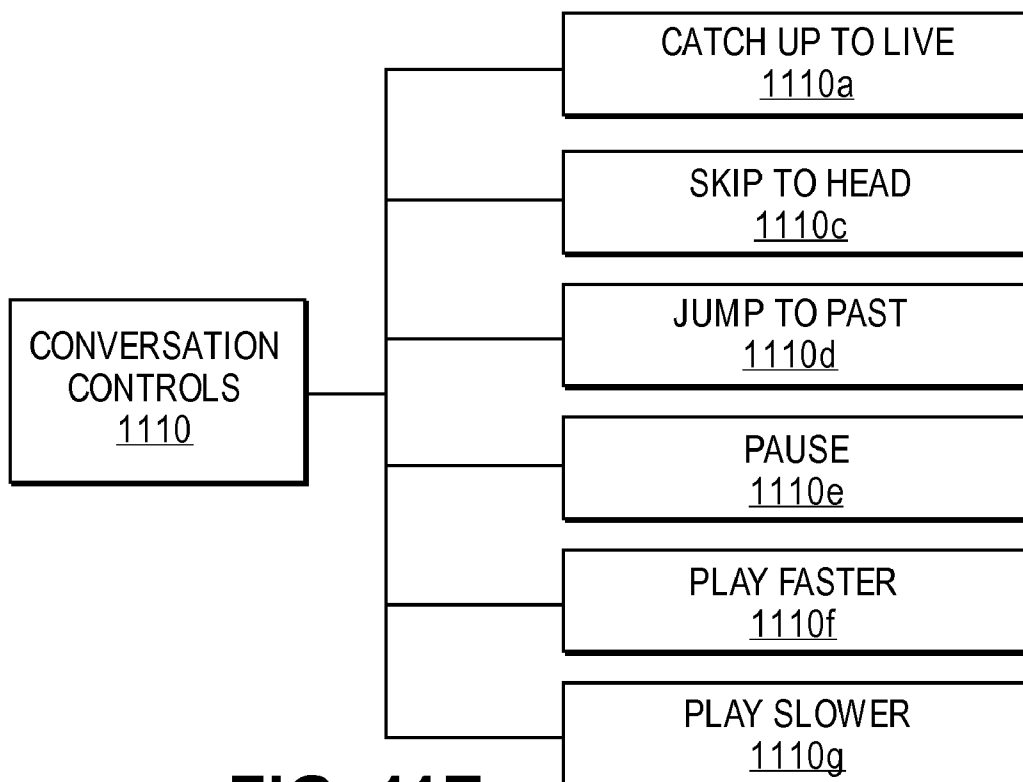 CATCH UP TO LIVE
1110a
SKIP TO HEAD
1110c
JUMP TO PAST
1110d
CONVERSATION
CONTROLS
1110
PAUSE
1110e
PLAY FASTER
1110f
PLAY SLOWER
1110g